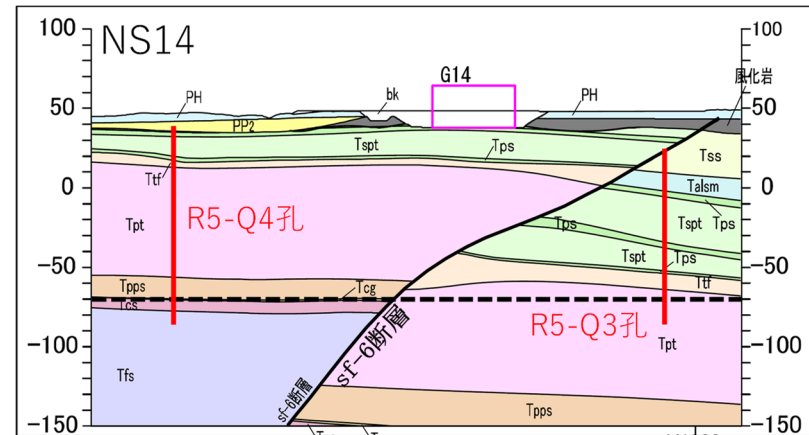 NS14
100
50
0
-50
-100
-150
100
50
0
-50
-100
-150
G14
PH
bk
PH
風化岩
PP2
Tspt
Tps
Tss
Ttf
Talsm
Tpt
R5-Q4孔
Tps
Tspt
Tps
Tspt
Tps
Ttf
Tpps
Tcg
Tcs
sf-6断層
R5-Q3孔
Tpt
Tfs
sf-6断層
Tpps